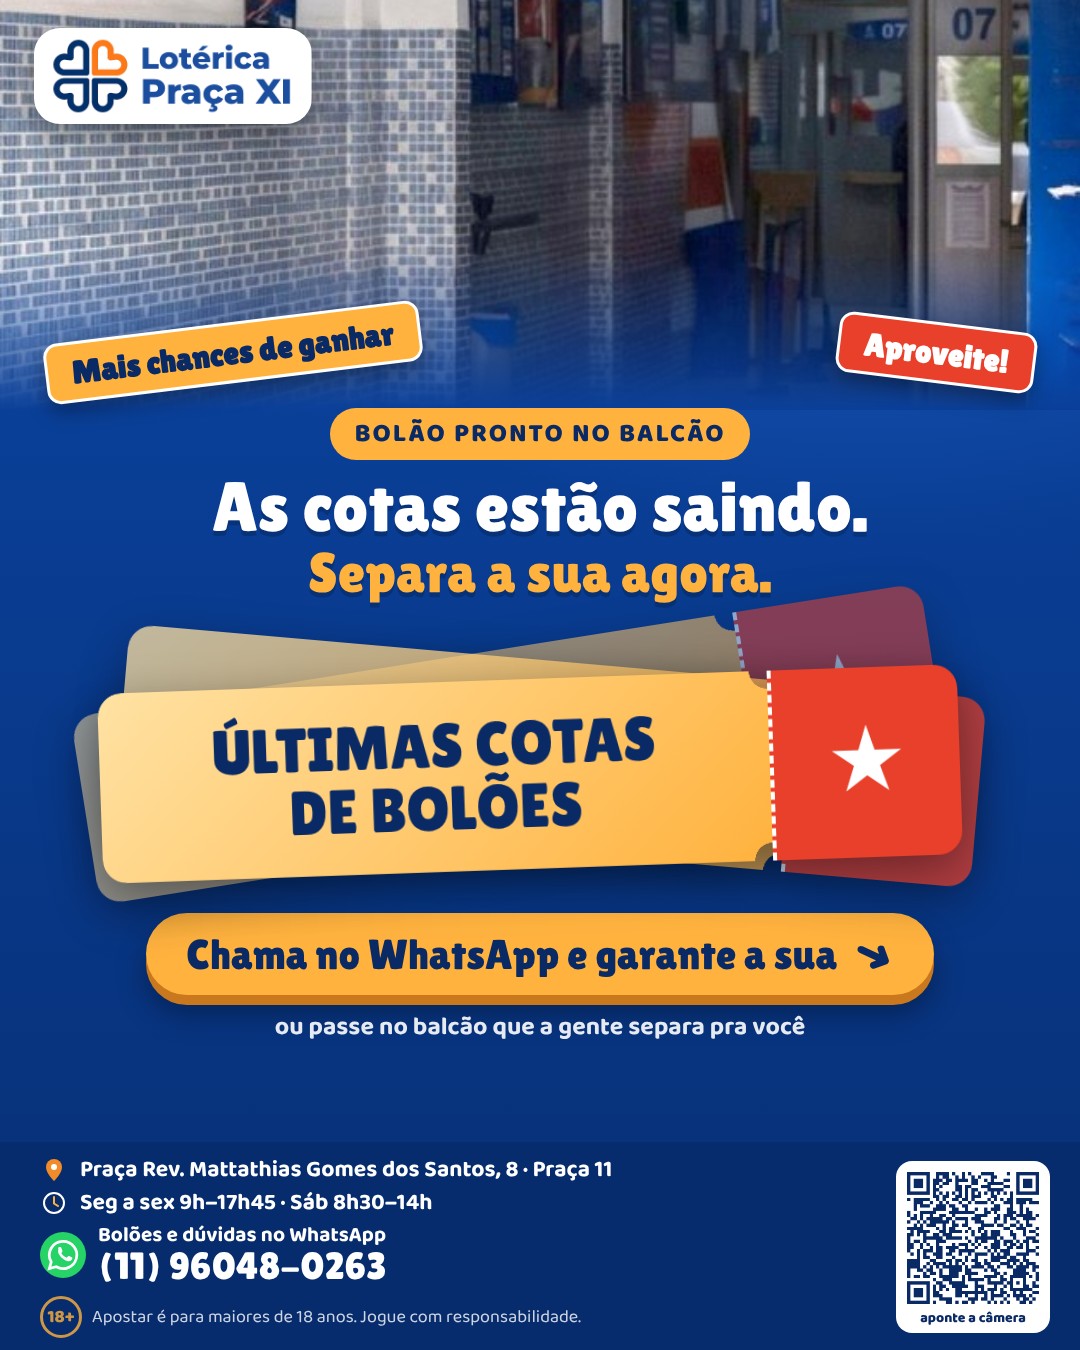 Lotérica
Praça XI
07
07
Mais chances de ganhar
Aproveite!
BOLÃO PRONTO NO BALCÃO
As cotas estão saindo.
Separa a sua agora.
ÚLTIMAS COTAS
DE BOLÕES
Chama no WhatsApp e garante a sua
ou passe no balcão que a gente separa pra você
Praça Rev. Mattathias Gomes dos Santos, 8 · Praça 11
Seg a sex 9h–17h45 · Sáb 8h30–14h
Bolões e dúvidas no WhatsApp
(11) 96048-0263
18+ Apostar é para maiores de 18 anos. Jogue com responsabilidade.
aponte a câmera